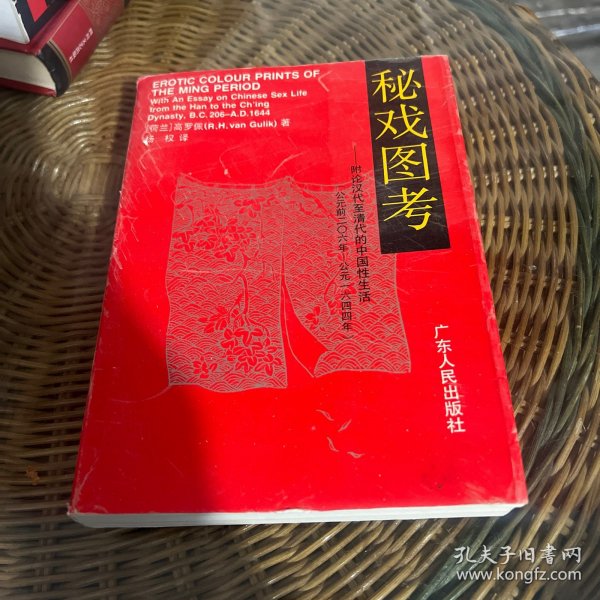 EROTIC COLOUR PRINTS OF
THE MING PERIOD
With An Essay on Chinese Sex Life
from the Han to the Ch'ing
Dynasty, B.C. 206-A.D. 1644
[荷兰]高罗佩(R.H. van Gulik) 著
杨权 译
秘戏图考
——附论汉代至清代的中国性生活
公元前二〇六年—公元一六四四年
广东人民出版社
孔夫子旧书网
www.kongfz.com